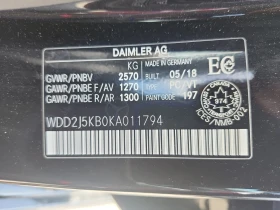 DAIMLER AG
KG MADE IN GERMANY
GVWR/PNBV 2570 BUILT 05/18
GAWR/PNBE F/AV 1270 PC/VT
GAWR/PNBE R/AR 1300 PAINT CODE 197
WDD2J5KB0KA011794
974